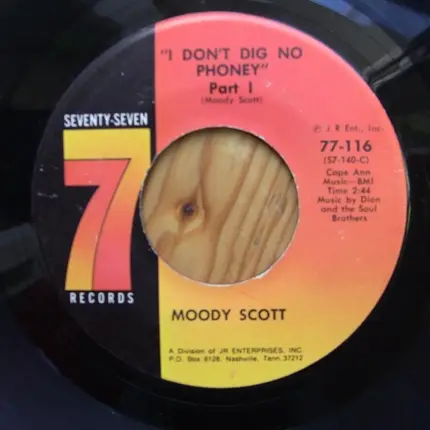 "I DON'T DIG NO
PHONEY"
Part I
(Moody Scott)
SEVENTY-SEVEN
7
RECORDS
℗ J R Ent., Inc.
77-116
(S7-140-C)
Cape Ann
Music—BMI
Time 2:44
Music by Dion
and the Soul
Brothers
MOODY SCOTT
A Division of JR ENTERPRISES, INC.
P.O. Box 8128, Nashville, Tenn. 37212